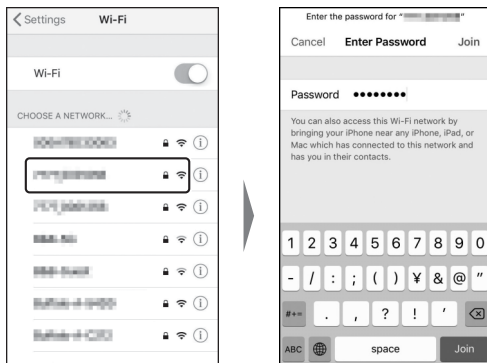 Settings Wi-Fi
Wi-Fi
CHOOSE A NETWORK...
Enter the password for “ ”
Cancel Enter Password Join
Password ●●●●●●●●
You can also access this Wi-Fi network by
bringing your iPhone near any iPhone, iPad, or
Mac which has connected to this network and
has you in their contacts.
1 2 3 4 5 6 7 8 9 0
- / : ; ( ) ¥ & @ "
#+= . , ? ! '
ABC space Join